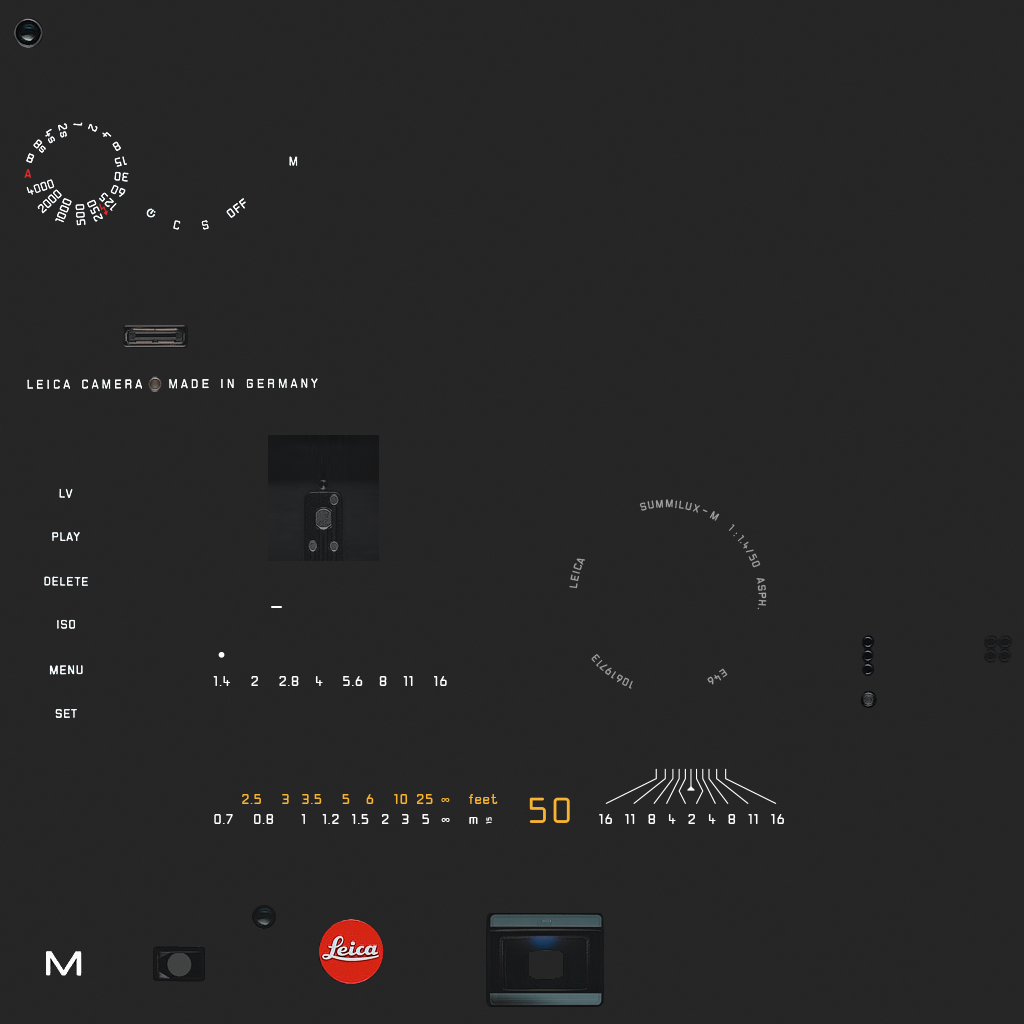 1 2 4 8 15 30 60 125 250 500 1000 2000 4000 A B 8s 4s 2s
M
OFF S C
LEICA CAMERA MADE IN GERMANY
LV
PLAY
DELETE
ISO
MENU
SET
LEICA SUMMILUX-M 1:1.4/50 ASPH.
10619713 643
1.4 2 2.8 4 5.6 8 11 16
2.5 3 3.5 5 6 10 25 ∞ feet
0.7 0.8 1 1.2 1.5 2 3 5 ∞ m
50
16 11 8 4 2 4 8 11 16
M
Leica